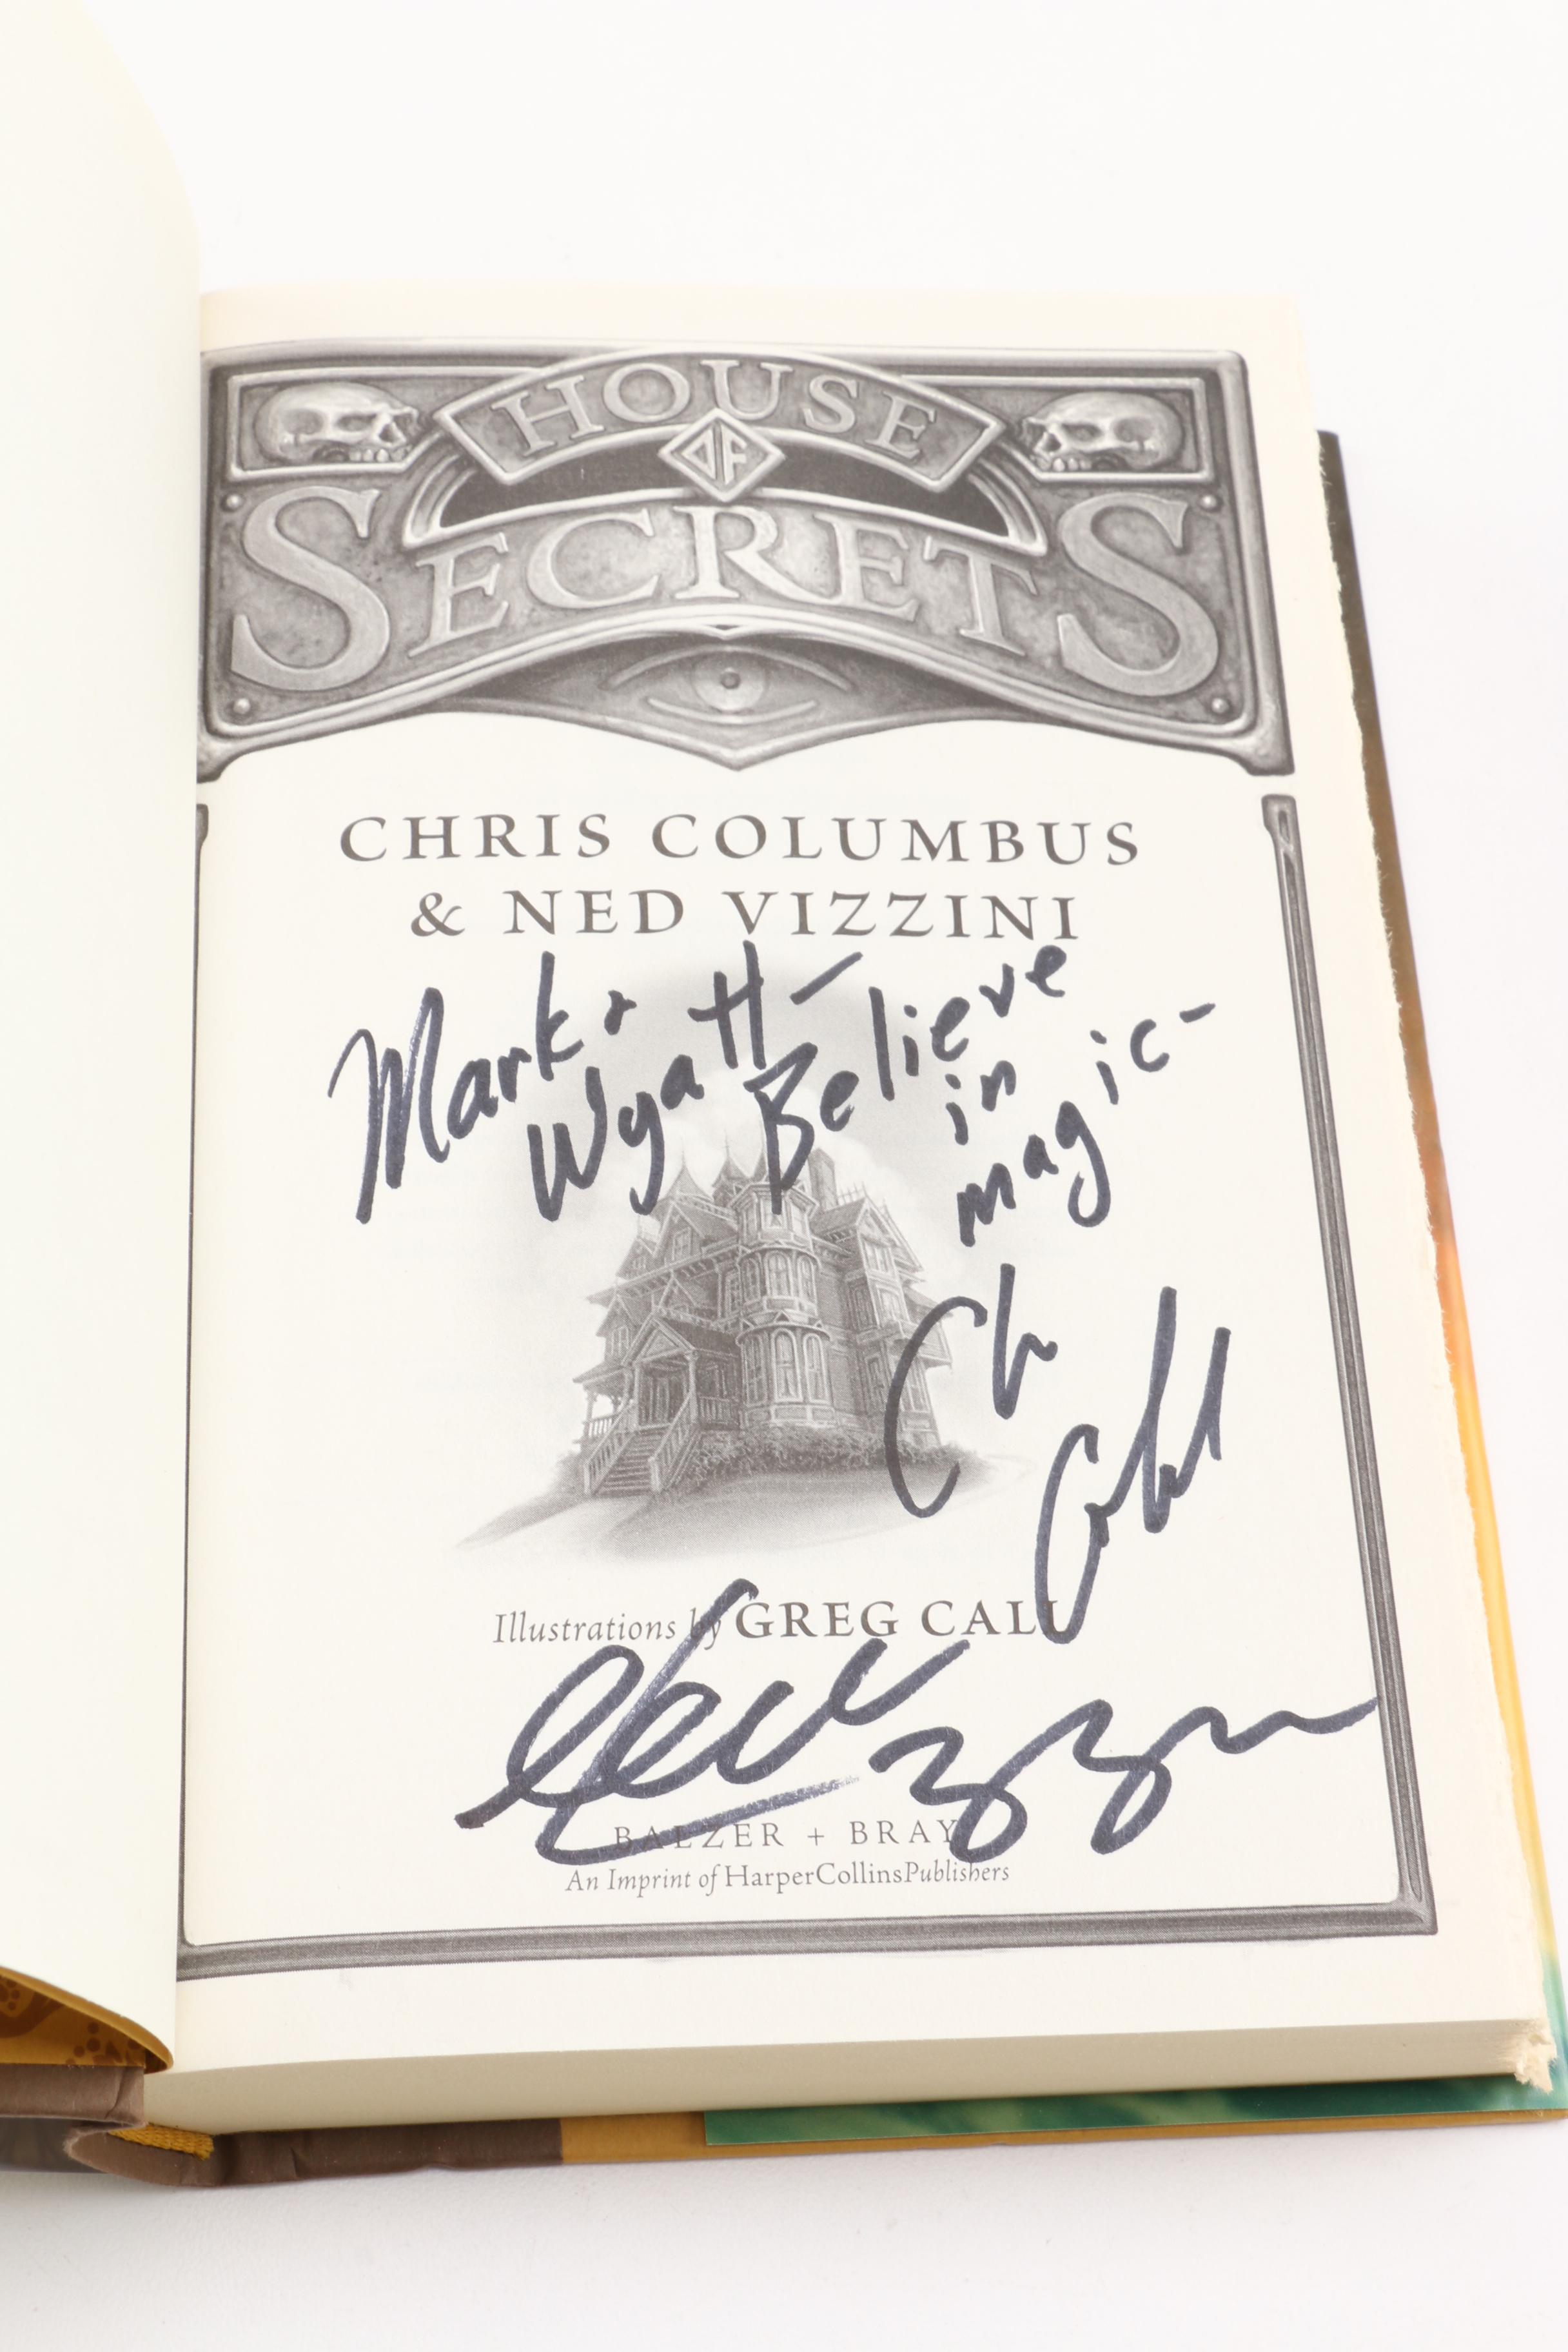 HOUSE
OF
SECRETS
CHRIS COLUMBUS
& NED VIZZINI
Mark +
Wyatt –
Believe
in
magic –
Illustrations by GREG CALL
BALZER + BRAY
An Imprint of HarperCollinsPublishers